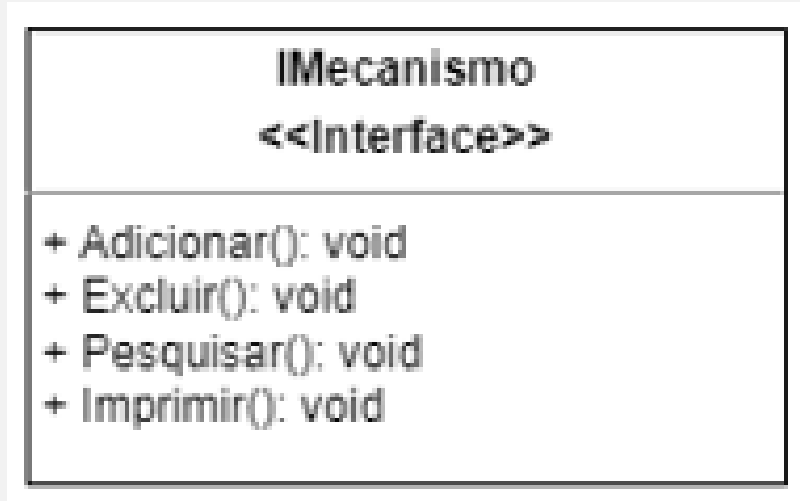 IMecanismo
<<Interface>>
+ Adicionar(): void
+ Excluir(): void
+ Pesquisar(): void
+ Imprimir(): void